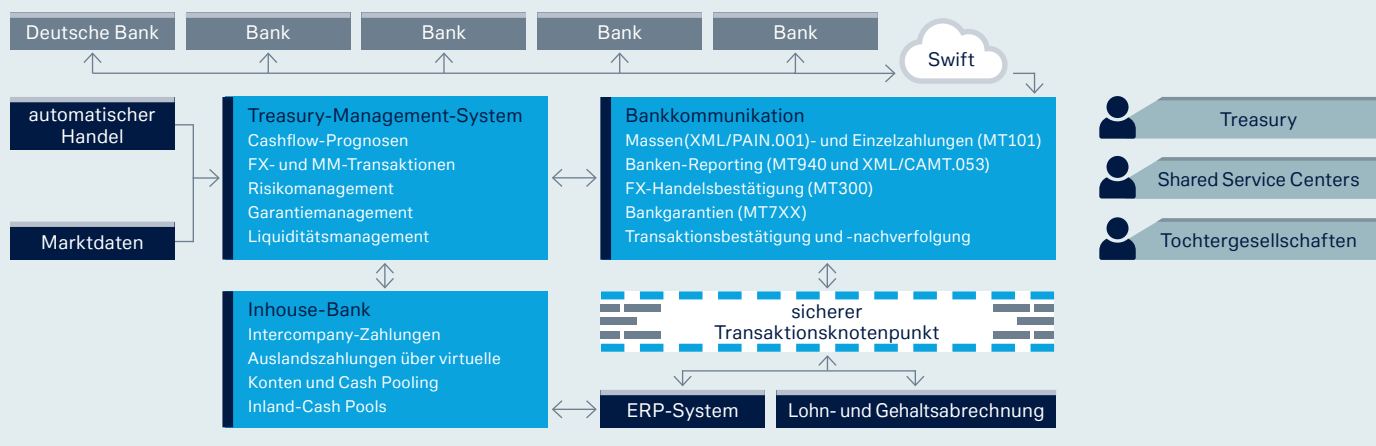 Deutsche Bank
Bank
Bank
Bank
Bank
Swift
automatischer
Handel
Marktdaten
Treasury-Management-System
Cashflow-Prognosen
FX- und MM-Transaktionen
Risikomanagement
Garantiemanagement
Liquiditätsmanagement
Bankkommunikation
Massen(XML/PAIN.001)- und Einzelzahlungen (MT101)
Banken-Reporting (MT940 und XML/CAMT.053)
FX-Handelsbestätigung (MT300)
Bankgarantien (MT7XX)
Transaktionsbestätigung und -nachverfolgung
Treasury
Shared Service Centers
Tochtergesellschaften
Inhouse-Bank
Intercompany-Zahlungen
Auslandszahlungen über virtuelle
Konten und Cash Pooling
Inland-Cash Pools
sicherer
Transaktionsknotenpunkt
ERP-System
Lohn- und Gehaltsabrechnung